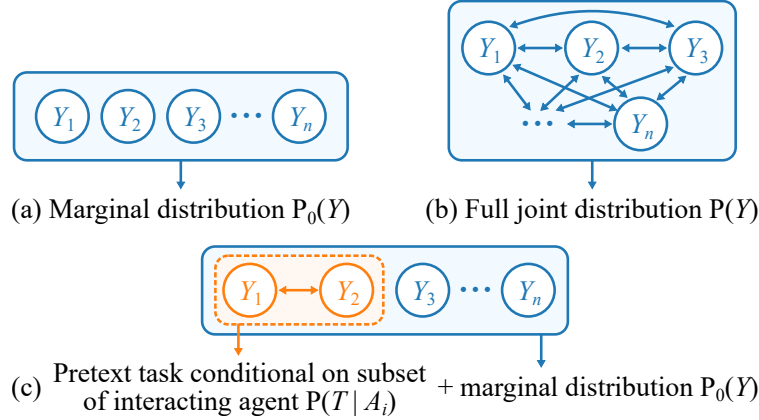 Y₁ Y₂ Y₃ ··· Yₙ
(a) Marginal distribution P₀(Y)
Y₁ Y₂ Y₃
··· Yₙ
(b) Full joint distribution P(Y)
Y₁ Y₂ Y₃ ··· Yₙ
(c) Pretext task conditional on subset
of interacting agent P(T | Aᵢ)
+ marginal distribution P₀(Y)